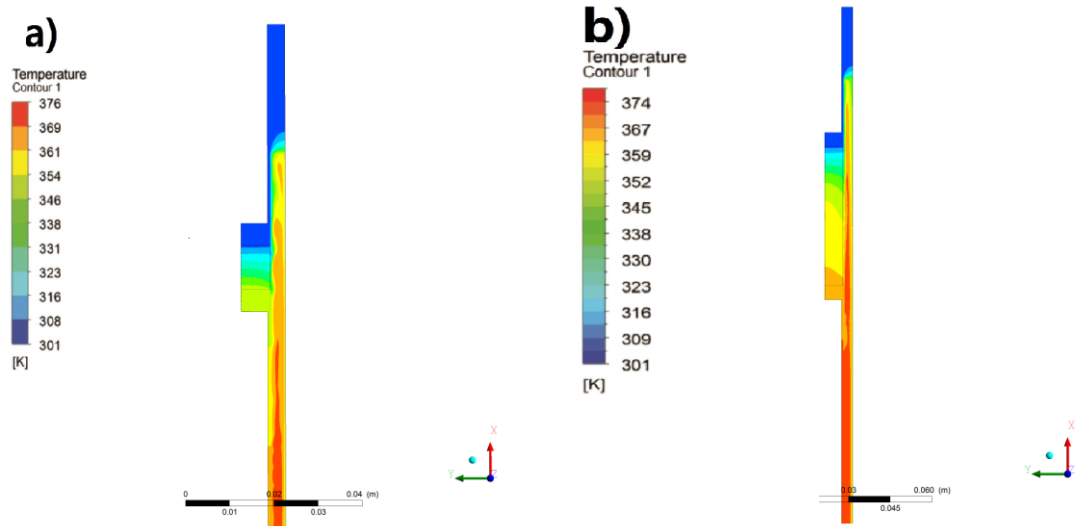 a)
Temperature
Contour 1
376
369
361
354
346
338
331
323
316
308
301
[K]
X
Y
Z
0
0.02
0.04
(m)
0.01
0.03
b)
Temperature
Contour 1
374
367
359
352
345
338
330
323
316
309
301
[K]
X
Y
Z
0.03
0.060
(m)
0.045